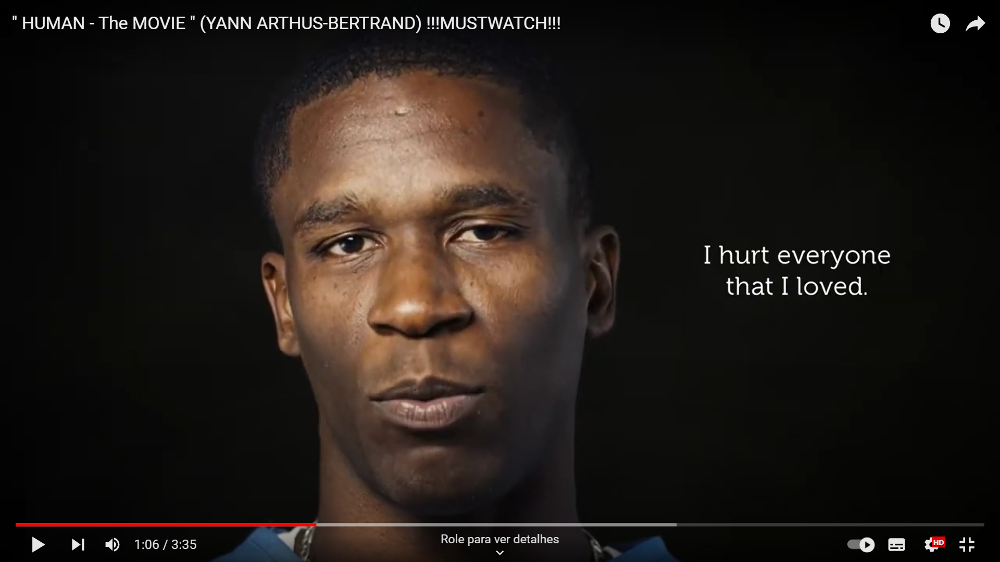 " HUMAN - The MOVIE " (YANN ARTHUS-BERTRAND) !!!MUSTWATCH!!!
I hurt everyone
that I loved.
1:06 / 3:35
Role para ver detalhes
HD